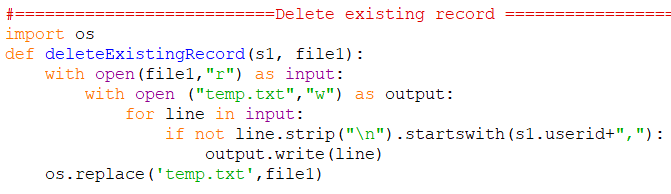 #==========================Delete existing record =================
import os
def deleteExistingRecord(s1, file1):
    with open(file1,"r") as input:
        with open ("temp.txt","w") as output:
            for line in input:
                if not line.strip("\n").startswith(s1.userid+","):
                    output.write(line)
    os.replace('temp.txt',file1)